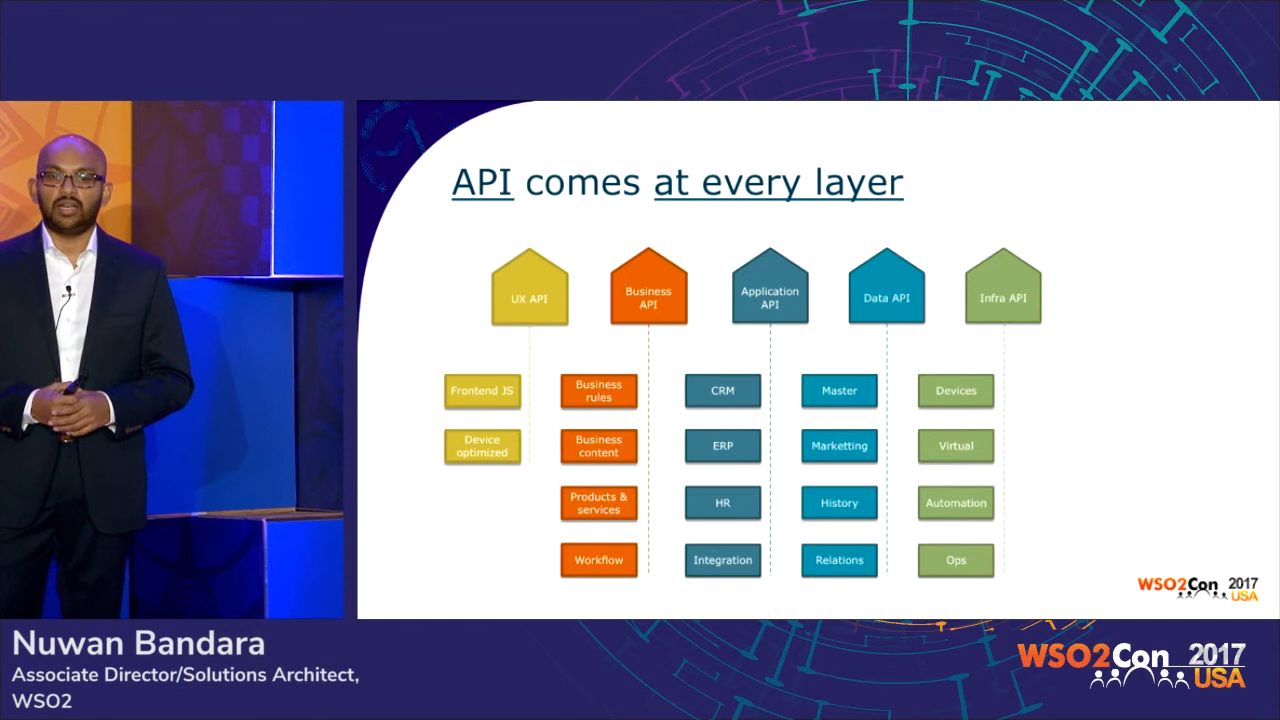 API comes at every layer
UX API
Business
API
Application
API
Data API
Infra API
Frontend JS
Device
optimized
Business
rules
Business
content
Products &
services
Workflow
CRM
ERP
HR
Integration
Master
Marketting
History
Relations
Devices
Virtual
Automation
Ops
WSO2Con 2017
USA
Nuwan Bandara
Associate Director/Solutions Architect,
WSO2
WSO2Con 2017
USA